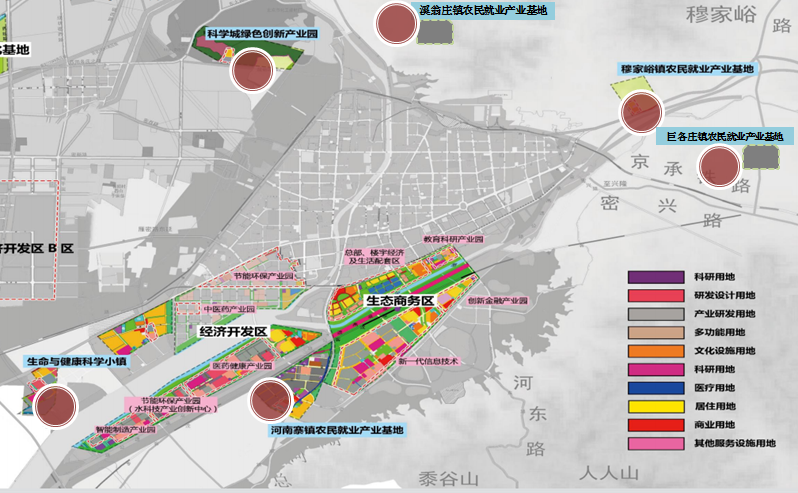 溪翁庄镇农民就业产业基地
穆家峪
路
科学城绿色创新产业园
基地
穆家峪镇农民就业产业基地
巨各庄镇农民就业产业基地
京承
路
至兴隆
密兴路
开发区B区
教育科研产业园
总部、楼宇经济
及生活配套区
节能环保产业园
科研用地
生态商务区
创新金融产业园
研发设计用地
中医药产业园
产业研发用地
经济开发区
多功能用地
生命与健康科学小镇
医药健康产业园
新一代信息技术
文化设施用地
科研用地
河东路
医疗用地
节能环保产业园
（水科技产业创新中心）
居住用地
智能制造产业园
河南寨镇农民就业产业基地
商业用地
其他服务设施用地
黍谷山
人人山